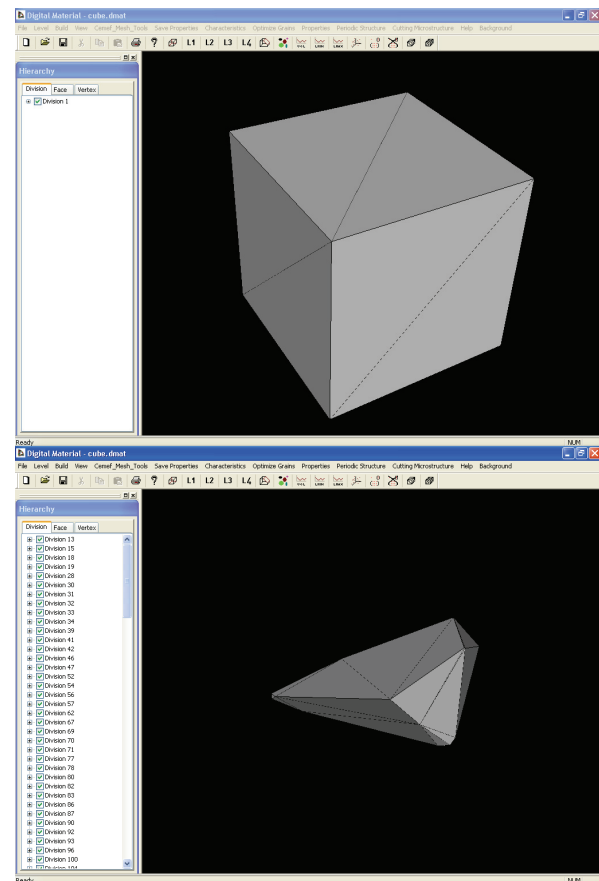 Digital Material - cube.dmat
File Level Build View Cemef_Mesh_Tools Save Properties Characteristics Optimize Grains Properties Periodic Structure Cutting Microstructure Help Background
L1 L2 L3 L4
Hierarchy
Division Face Vertex
Division 1
Ready NUM
Digital Material - cube.dmat
File Level Build View Cemef_Mesh_Tools Save Properties Characteristics Optimize Grains Properties Periodic Structure Cutting Microstructure Help Background
L1 L2 L3 L4
Hierarchy
Division Face Vertex
Division 13
Division 15
Division 18
Division 19
Division 28
Division 30
Division 31
Division 32
Division 33
Division 34
Division 39
Division 41
Division 42
Division 46
Division 47
Division 52
Division 54
Division 56
Division 57
Division 62
Division 67
Division 69
Division 70
Division 71
Division 77
Division 78
Division 80
Division 82
Division 83
Division 86
Division 87
Division 90
Division 92
Division 93
Division 96
Division 100
Ready NUM